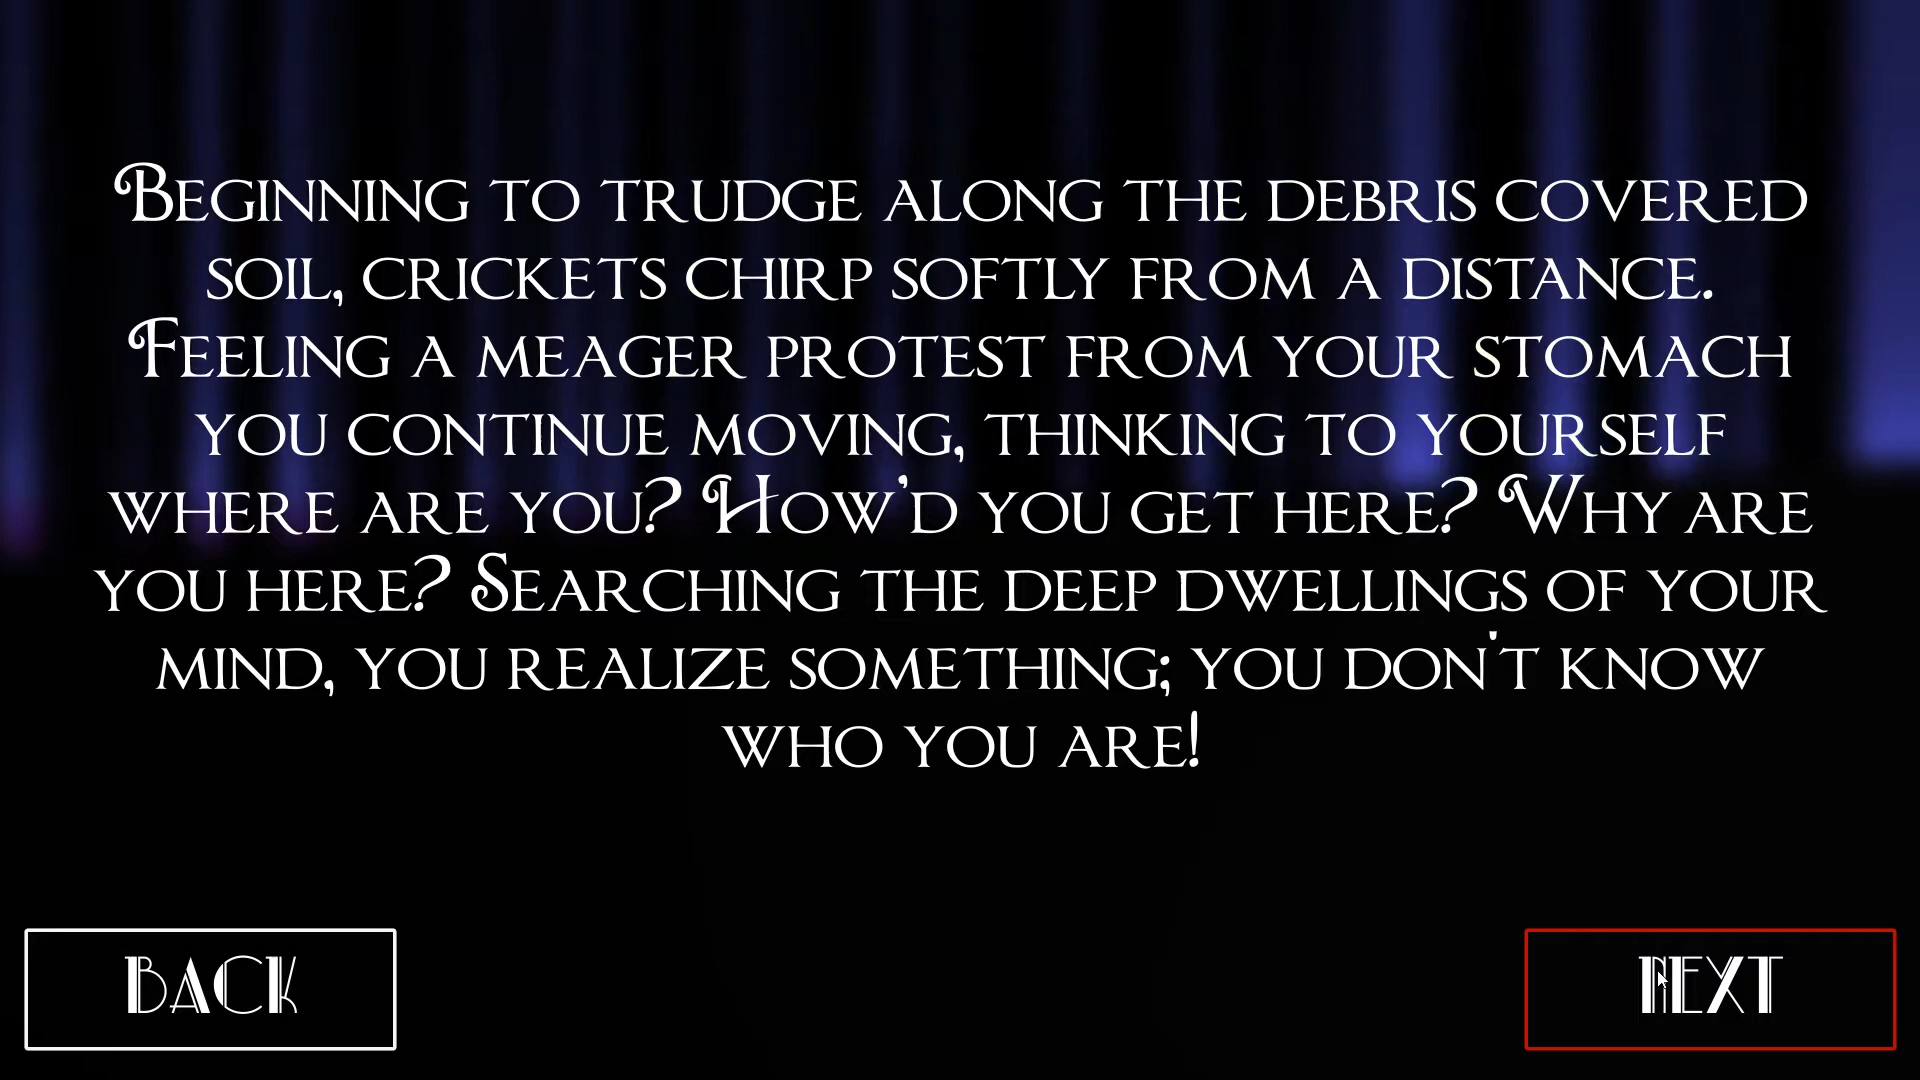 Beginning to trudge along the debris covered
soil, crickets chirp softly from a distance.
Feeling a meager protest from your stomach
you continue moving, thinking to yourself
where are you? How'd you get here? Why are
you here? Searching the deep dwellings of your
mind, you realize something; you don't know
who you are!
BACK
NEXT